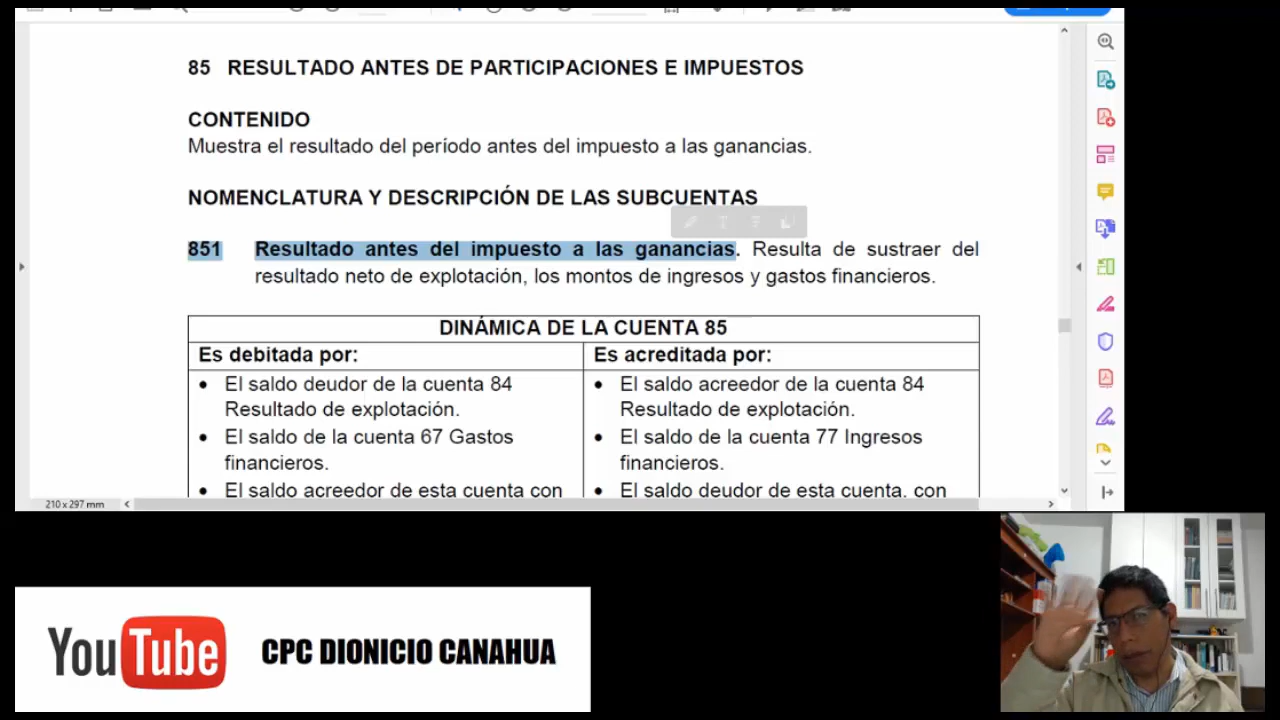 85 RESULTADO ANTES DE PARTICIPACIONES E IMPUESTOS
CONTENIDO
Muestra el resultado del período antes del impuesto a las ganancias.
NOMENCLATURA Y DESCRIPCIÓN DE LAS SUBCUENTAS
851 Resultado antes del impuesto a las ganancias. Resulta de sustraer del
resultado neto de explotación, los montos de ingresos y gastos financieros.
DINÁMICA DE LA CUENTA 85
Es debitada por:
El saldo deudor de la cuenta 84
Resultado de explotación.
El saldo de la cuenta 67 Gastos
financieros.
El saldo acreedor de esta cuenta con
Es acreditada por:
El saldo acreedor de la cuenta 84
Resultado de explotación.
El saldo de la cuenta 77 Ingresos
financieros.
El saldo deudor de esta cuenta, con
210 x 297 mm
YouTube CPC DIONICIO CANAHUA